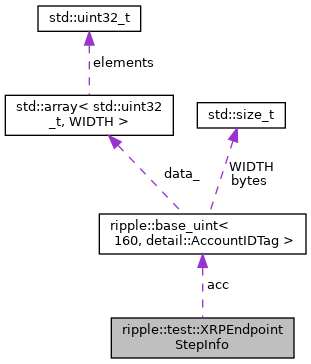 std::uint32_t
elements
std::array< std::uint32
_t, WIDTH >
std::size_t
data_
WIDTH
bytes
ripple::base_uint<
160, detail::AccountIDTag >
acc
ripple::test::XRPEndpoint
StepInfo